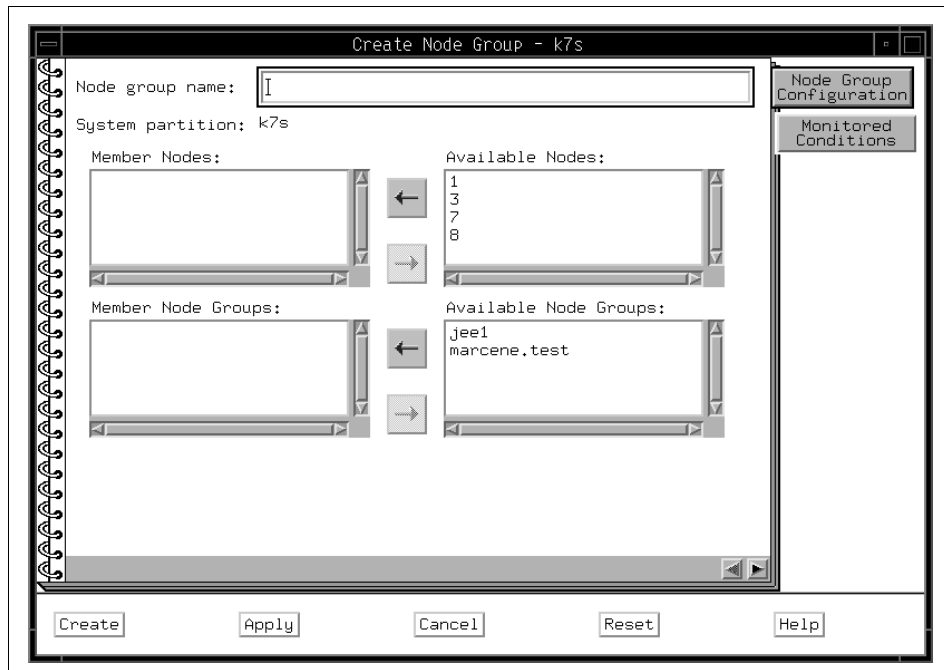 Create Node Group - k7s
Node group name:
System partition: k7s
Member Nodes:
Available Nodes:
1
3
7
8
Member Node Groups:
Available Node Groups:
jee1
marcene.test
Node Group
Configuration
Monitored
Conditions
Create
Apply
Cancel
Reset
Help